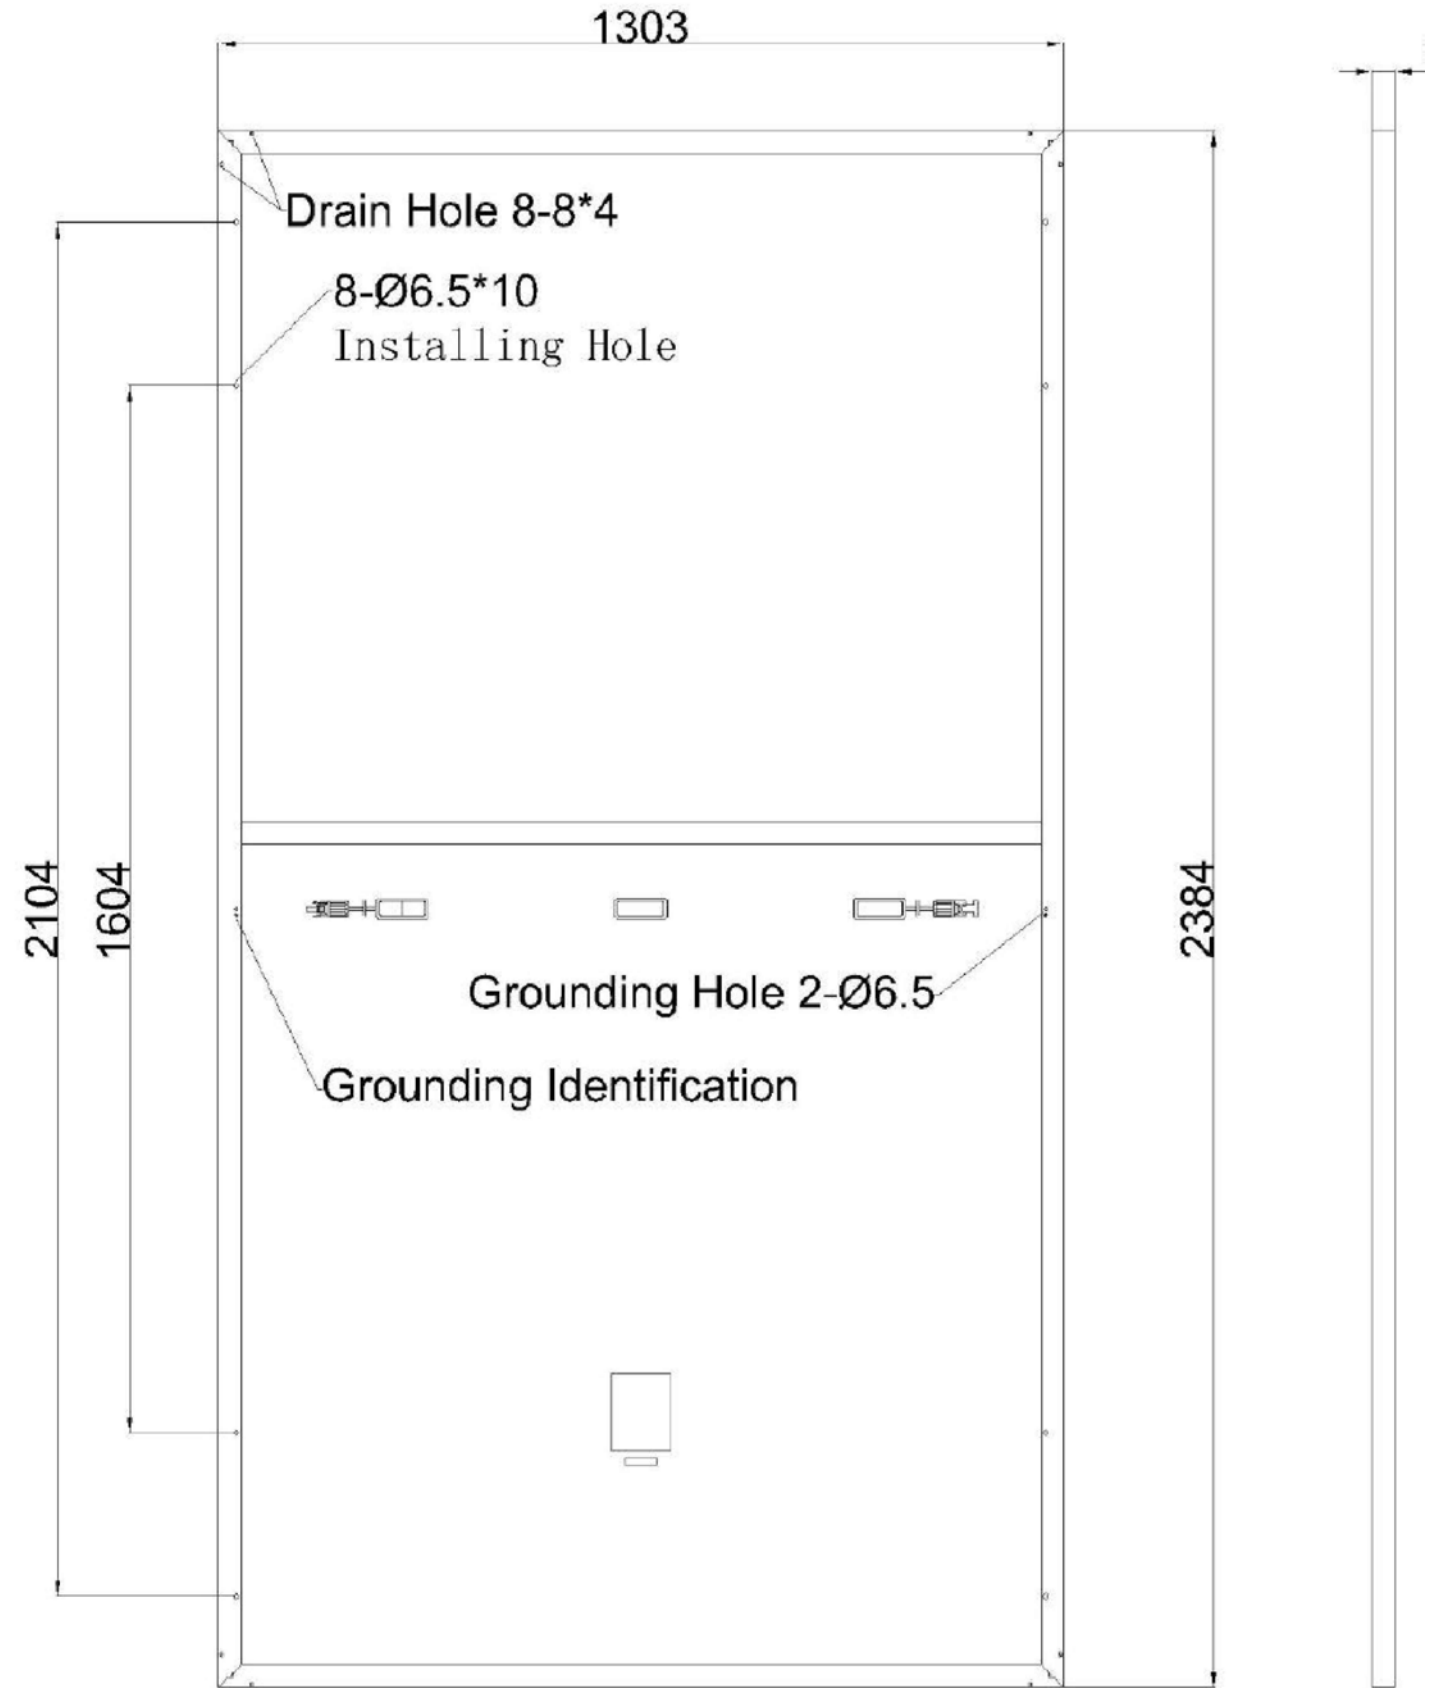 1303
Drain Hole 8-8*4
8-Ø6.5*10
Installing Hole
2104
1604
2384
Grounding Hole 2-Ø6.5
Grounding Identification